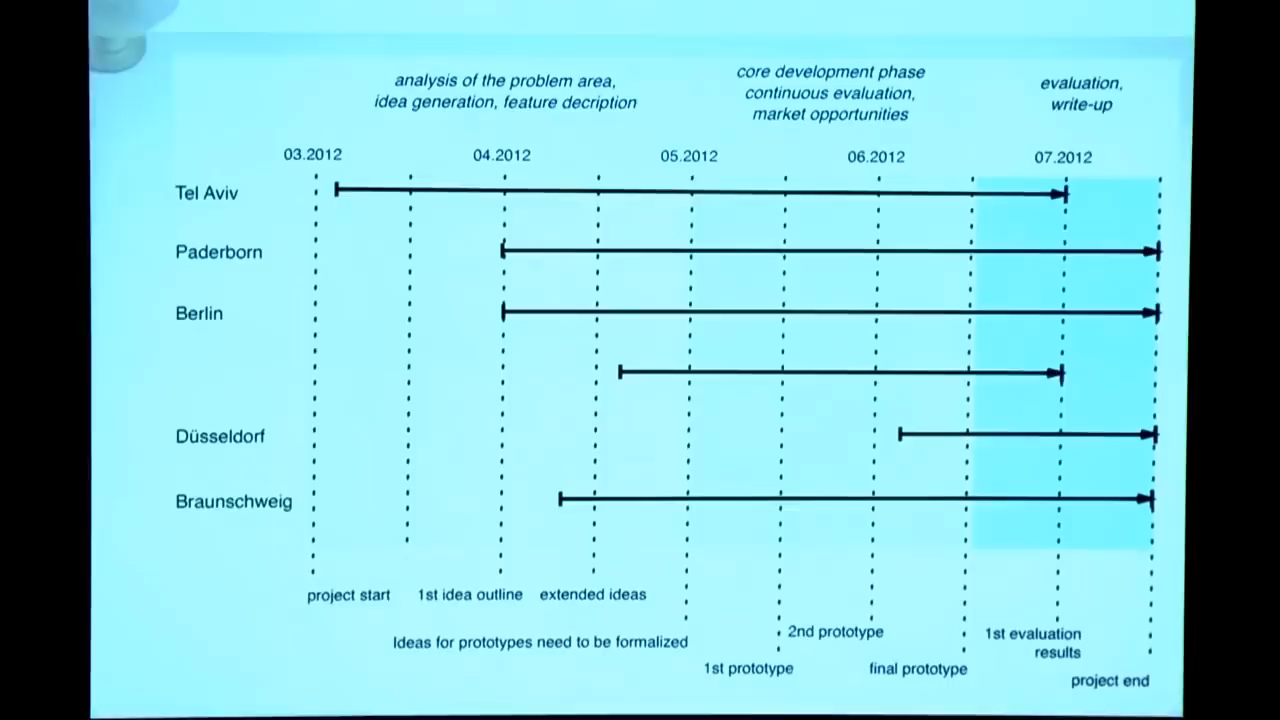 analysis of the problem area,
idea generation, feature decription
core development phase
continuous evaluation,
market opportunities
evaluation,
write-up
03.2012
04.2012
05.2012
06.2012
07.2012
Tel Aviv
Paderborn
Berlin
Düsseldorf
Braunschweig
project start
1st idea outline
extended ideas
Ideas for prototypes need to be formalized
1st prototype
2nd prototype
final prototype
1st evaluation
results
project end